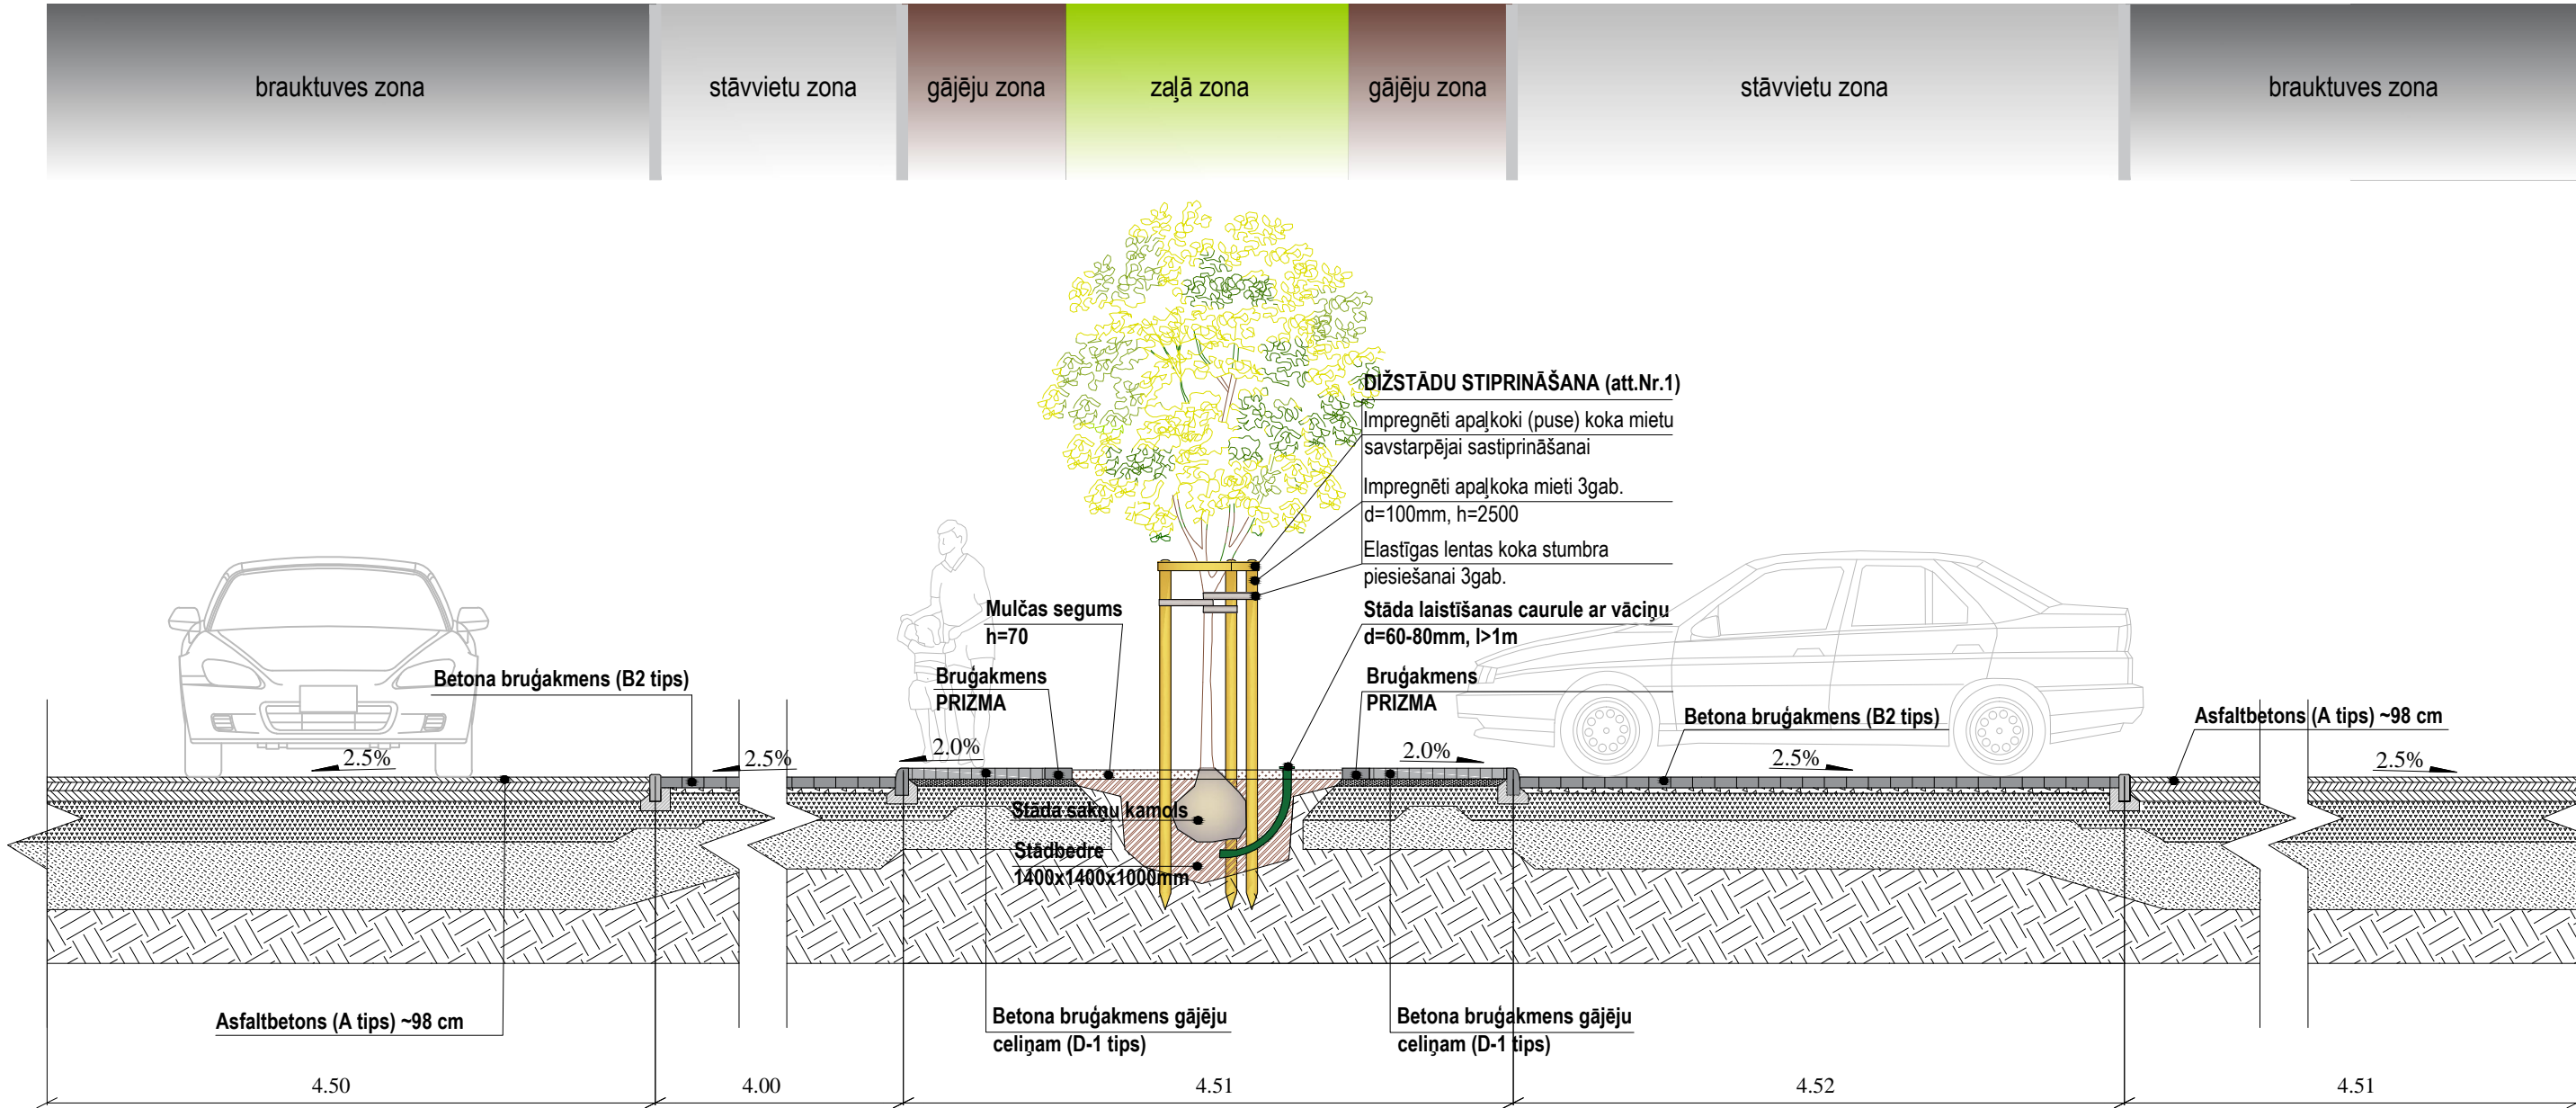 brauktuves zona
stāvvietu zona
gājēju zona
zaļā zona
gājēju zona
stāvvietu zona
brauktuves zona
DIŽSTĀDU STIPRINĀŠANA (att.Nr.1)
Impregnēti apaļkoki (puse) koka mietu
savstarpējai sastiprināšanai
Impregnēti apaļkoka mieti 3gab.
d=100mm, h=2500
Elastīgas lentas koka stumbra
piesiešanai 3gab.
Mulčas segums
h=70
Stāda laistīšanas caurule ar vāciņu
d=60-80mm, l>1m
Betona bruģakmens (B2 tips)
Bruģakmens
PRIZMA
Bruģakmens
PRIZMA
Betona bruģakmens (B2 tips)
Asfaltbetons (A tips) ~98 cm
2.5%
2.5%
2.0%
2.0%
2.5%
2.5%
Stāda sakņu kamols
Stādbedre
1400x1400x1000mm
Asfaltbetons (A tips) ~98 cm
Betona bruģakmens gājēju
celiņam (D-1 tips)
Betona bruģakmens gājēju
celiņam (D-1 tips)
4.50
4.00
4.51
4.52
4.51